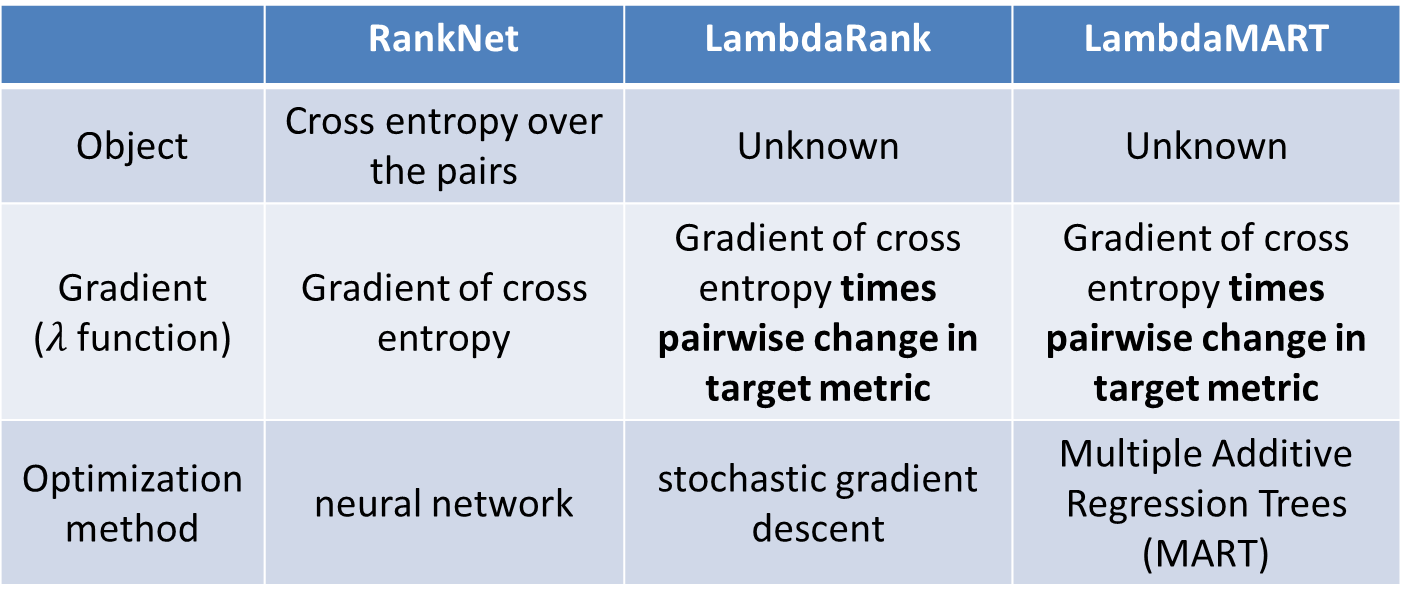 RankNet LambdaRank LambdaMART
Object
Cross entropy over
the pairs
Unknown
Unknown
Gradient
(λ function)
Gradient of cross
entropy
Gradient of cross
entropy times
pairwise change in
target metric
Gradient of cross
entropy times
pairwise change in
target metric
Optimization
method
neural network
stochastic gradient
descent
Multiple Additive
Regression Trees
(MART)